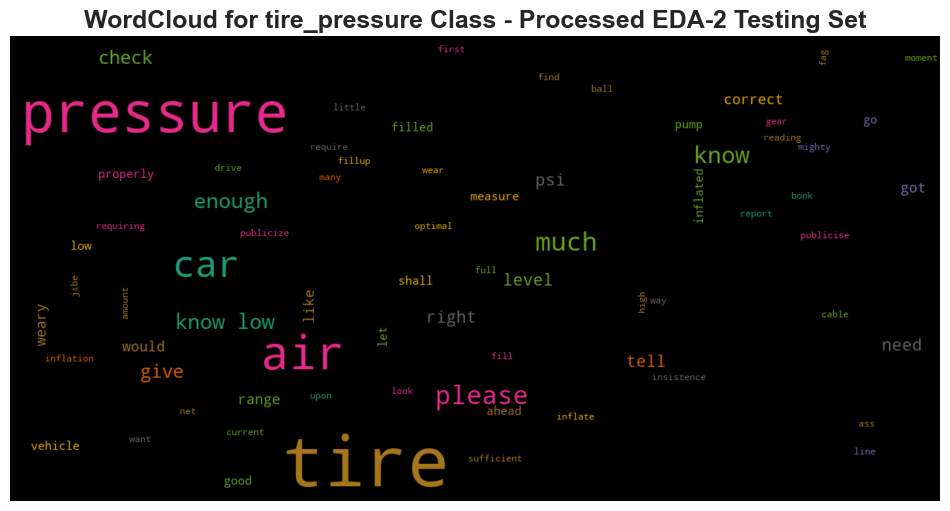 WordCloud for tire_pressure Class - Processed EDA-2 Testing Set
first
check
fag
moment
find
ball
pressure
little
correct
filled
pump
gear
go
reading
require
mighty
know
fillup
drive
wear
properly
many
psi
got
measure
inflated
bonk
enough
report
requiring
optimal
publicize
publicise
low
much
car
full
level
shall
jibe
amount
like
high
way
cable
weary
know low
right
let
need
would
air
inflation
fill
tell
give
insistence
look
please
range
upon
net
ahead
inflate
ass
current
want
vehicle
line
tire
sufficient
good